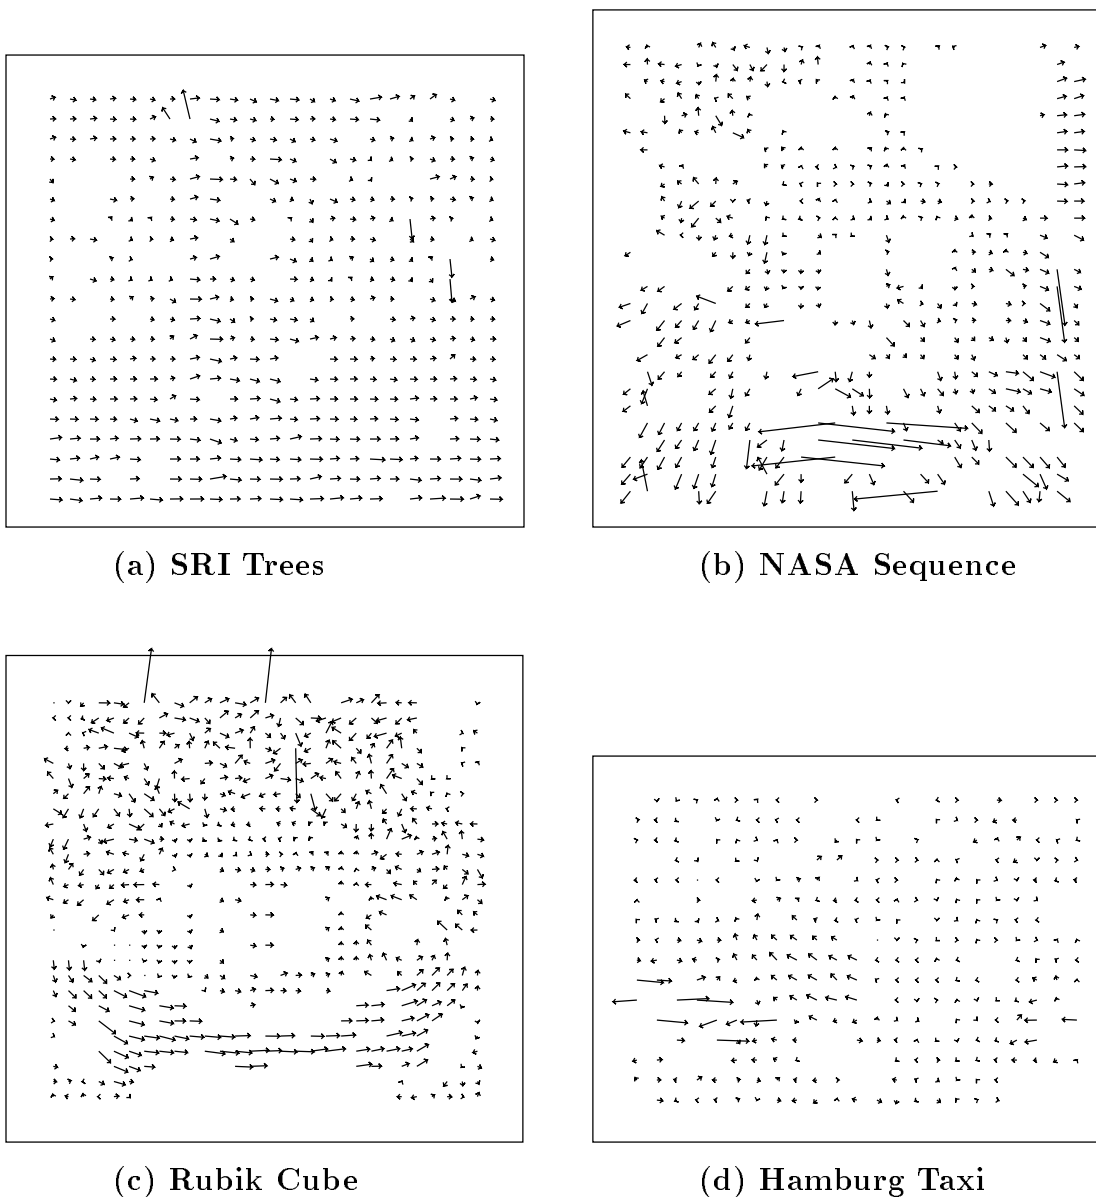 (a) SRI Trees
(b) NASA Sequence
(c) Rubik Cube
(d) Hamburg Taxi